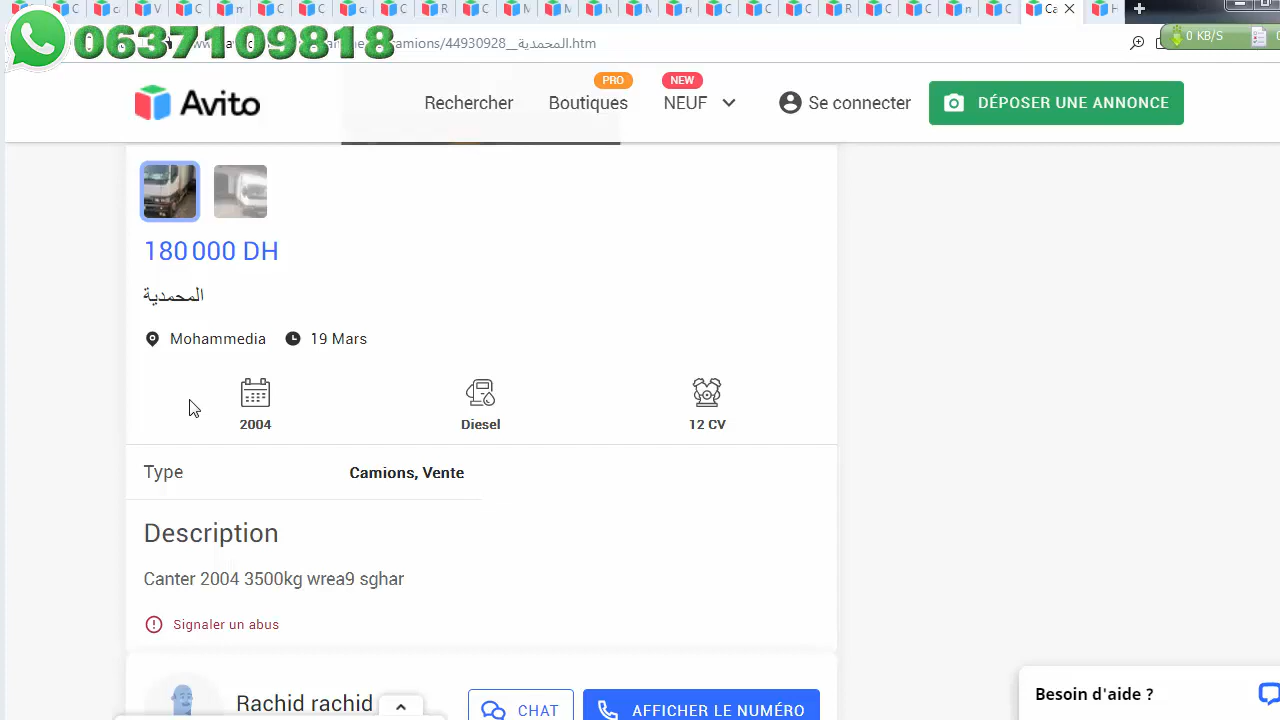 0637109818
camions/44930928__المحمدية.htm
0 KB/S
Avito
Rechercher
PRO
Boutiques
NEW
NEUF
Se connecter
DÉPOSER UNE ANNONCE
180 000 DH
المحمدية
Mohammedia 19 Mars
2004 Diesel 12 CV
Type Camions, Vente
Description
Canter 2004 3500kg wrea9 sghar
Signaler un abus
Rachid rachid
CHAT
AFFICHER LE NUMÉRO
Besoin d'aide ?